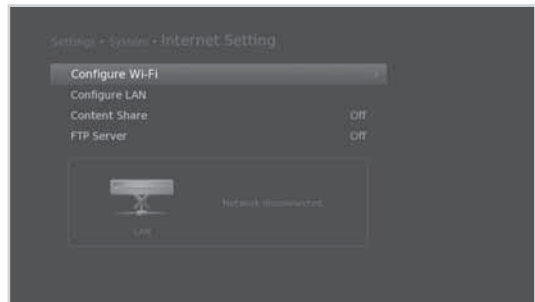 Settings • System • Internet Setting
Configure Wi-Fi
Configure LAN
Content Share Off
FTP Server Off
Network disconnected.
LAN